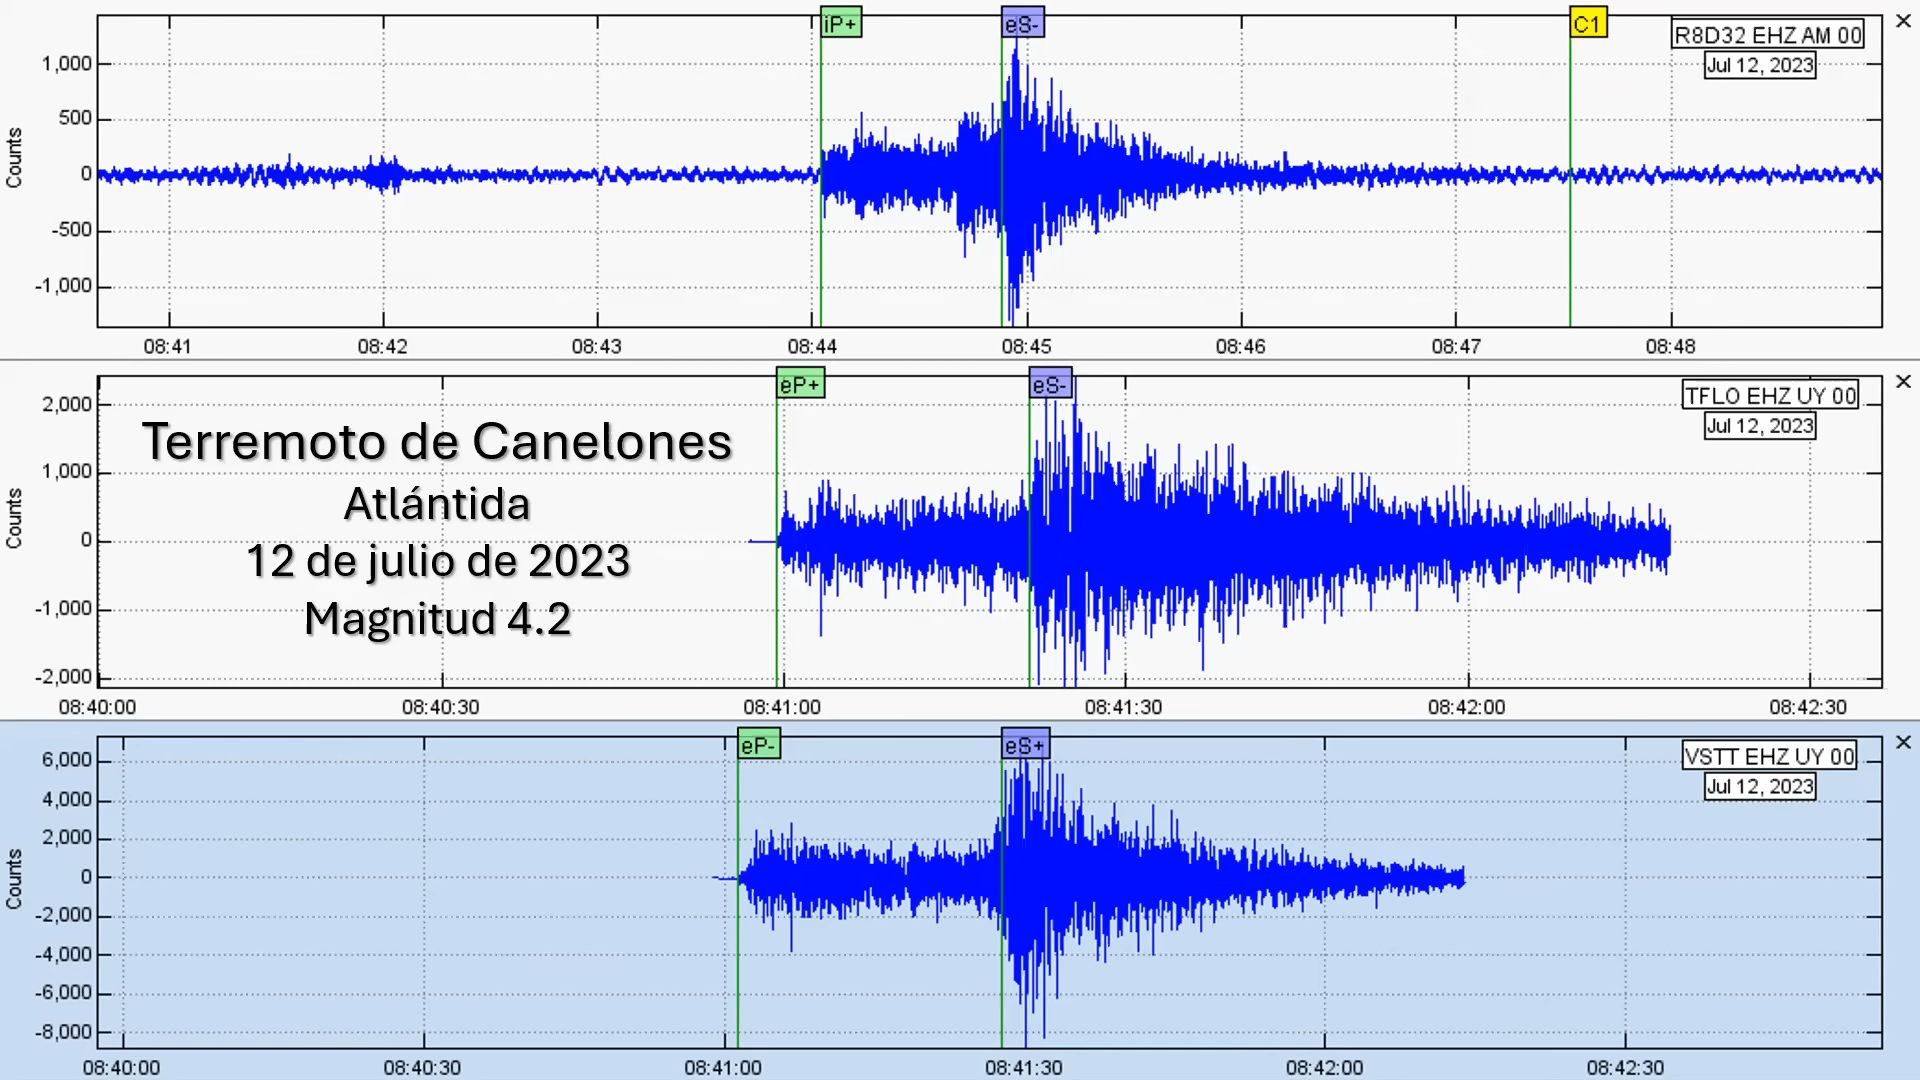 iP+
eS-
C1
×
R8D32 EHZ AM 00
Jul 12, 2023
Counts
1,000
500
0
-500
-1,000
08:41
08:42
08:43
08:44
08:45
08:46
08:47
08:48
eP+
eS-
×
TFLO EHZ UY 00
Jul 12, 2023
Terremoto de Canelones
Atlántida
12 de julio de 2023
Magnitud 4.2
Counts
2,000
1,000
0
-1,000
-2,000
08:40:00
08:40:30
08:41:00
08:41:30
08:42:00
08:42:30
eP-
eS+
×
VSTT EHZ UY 00
Jul 12, 2023
Counts
6,000
4,000
2,000
0
-2,000
-4,000
-6,000
-8,000
08:40:00
08:40:30
08:41:00
08:41:30
08:42:00
08:42:30